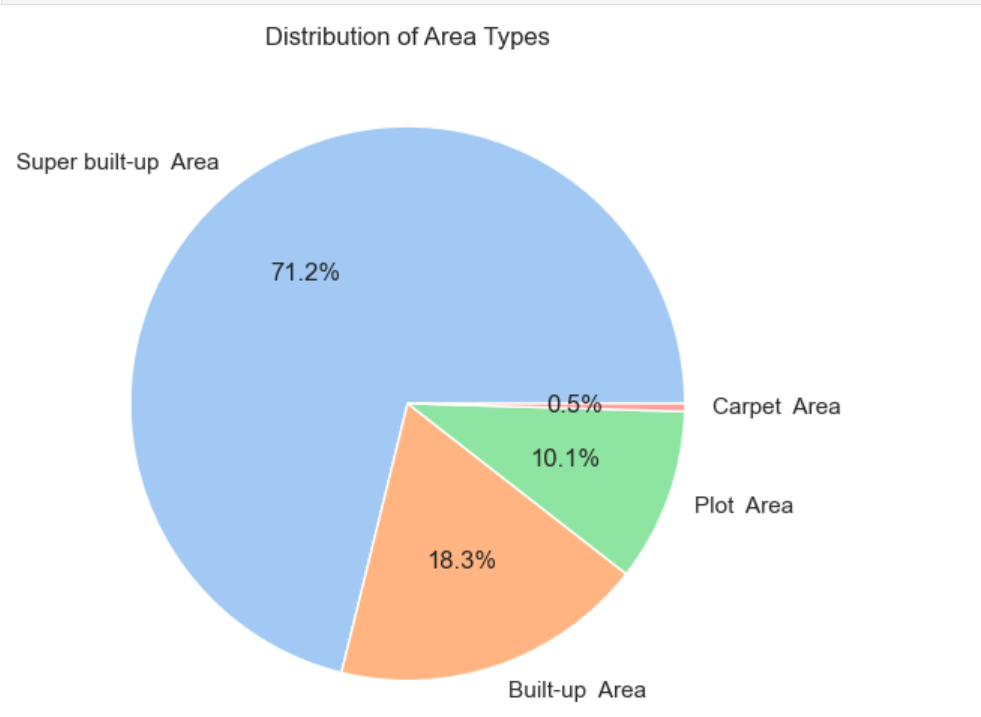 Distribution of Area Types
Super built-up  Area
71.2%
0.5%
Carpet  Area
10.1%
Plot  Area
18.3%
Built-up  Area